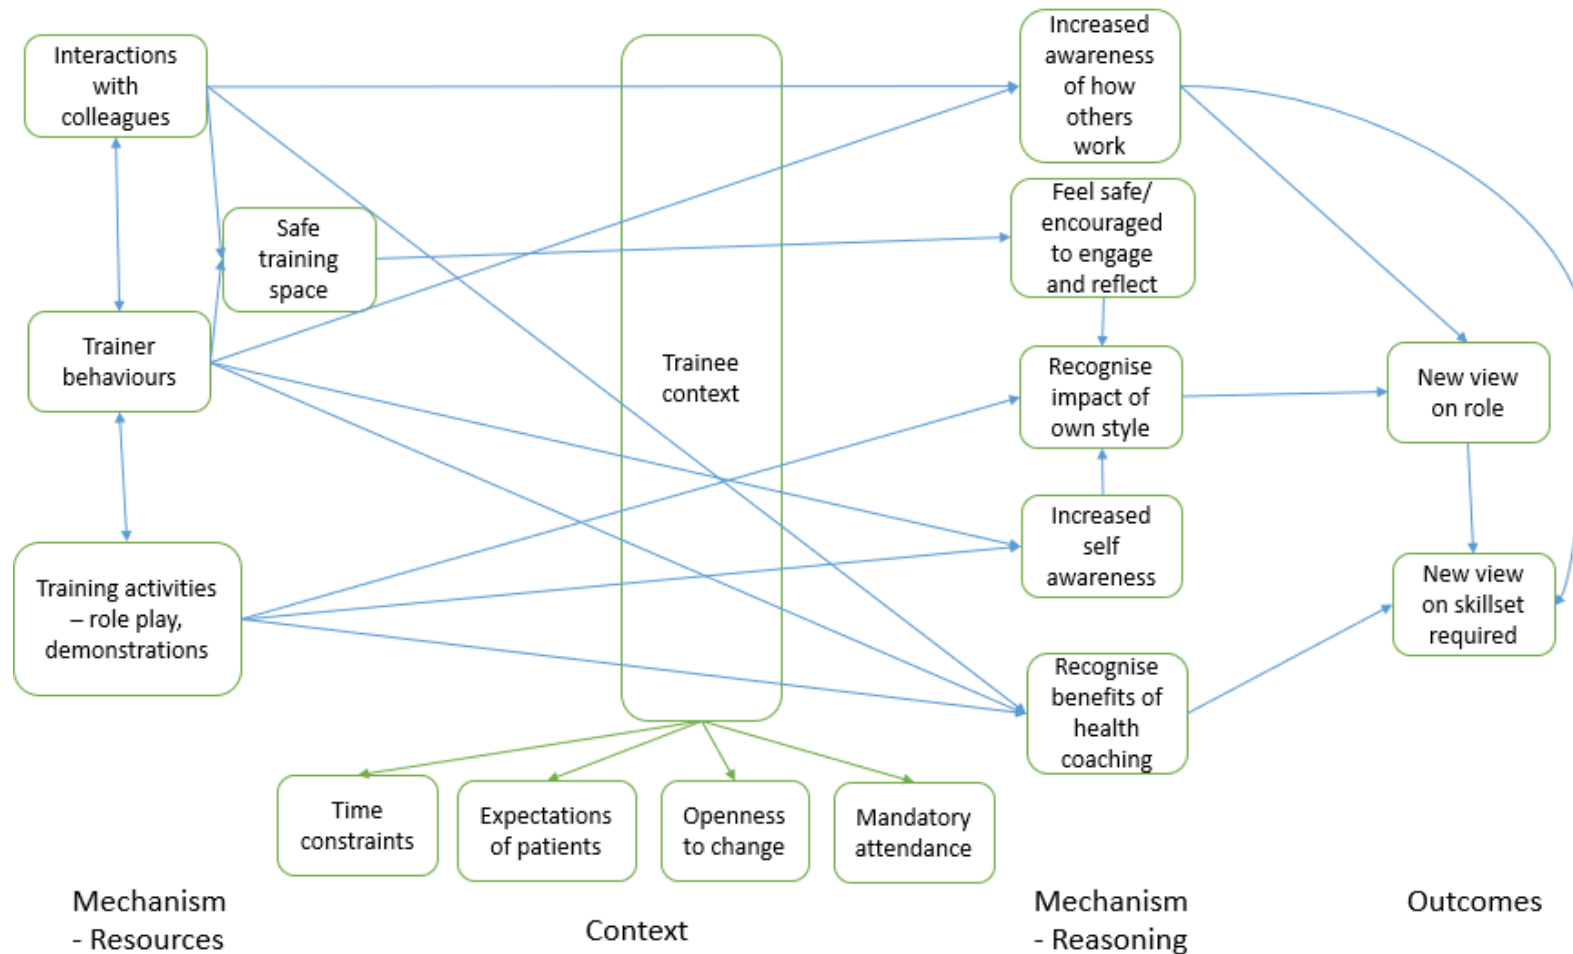 Interactions
with
colleagues
Safe
training
space
Trainer
behaviours
Training activities
– role play,
demonstrations
Trainee
context
Time
constraints
Expectations
of patients
Openness
to change
Mandatory
attendance
Increased
awareness
of how
others
work
Feel safe/
encouraged
to engage
and reflect
Recognise
impact of
own style
Increased
self
awareness
Recognise
benefits of
health
coaching
New view
on role
New view
on skillset
required
Mechanism
- Resources
Context
Mechanism
- Reasoning
Outcomes